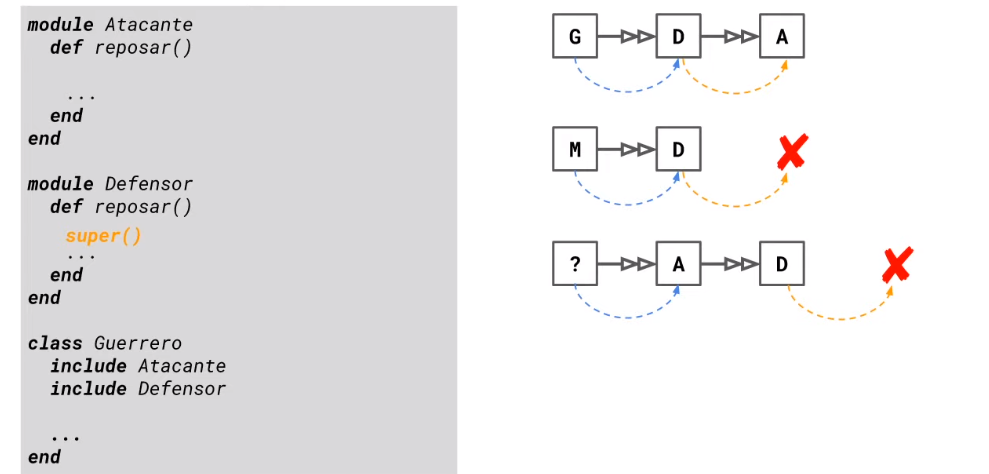 module Atacante
def reposar()
...
end
end
module Defensor
def reposar()
super()
...
end
end
class Guerrero
include Atacante
include Defensor
...
end
G D A
M D
? A D